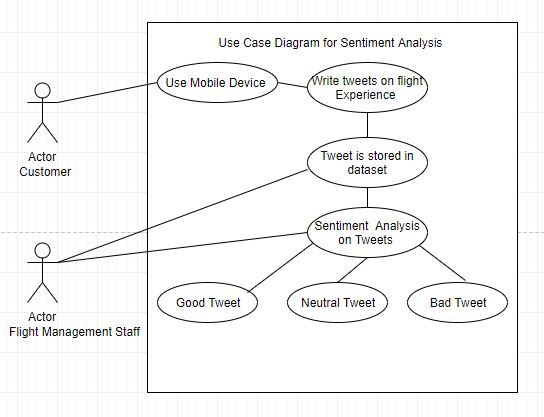 Use Case Diagram for Sentiment Analysis
Use Mobile Device
Write tweets on flight
Experience
Actor
Customer
Tweet is stored in
dataset
Sentiment Analysis
on Tweets
Good Tweet
Neutral Tweet
Bad Tweet
Actor
Flight Management Staff